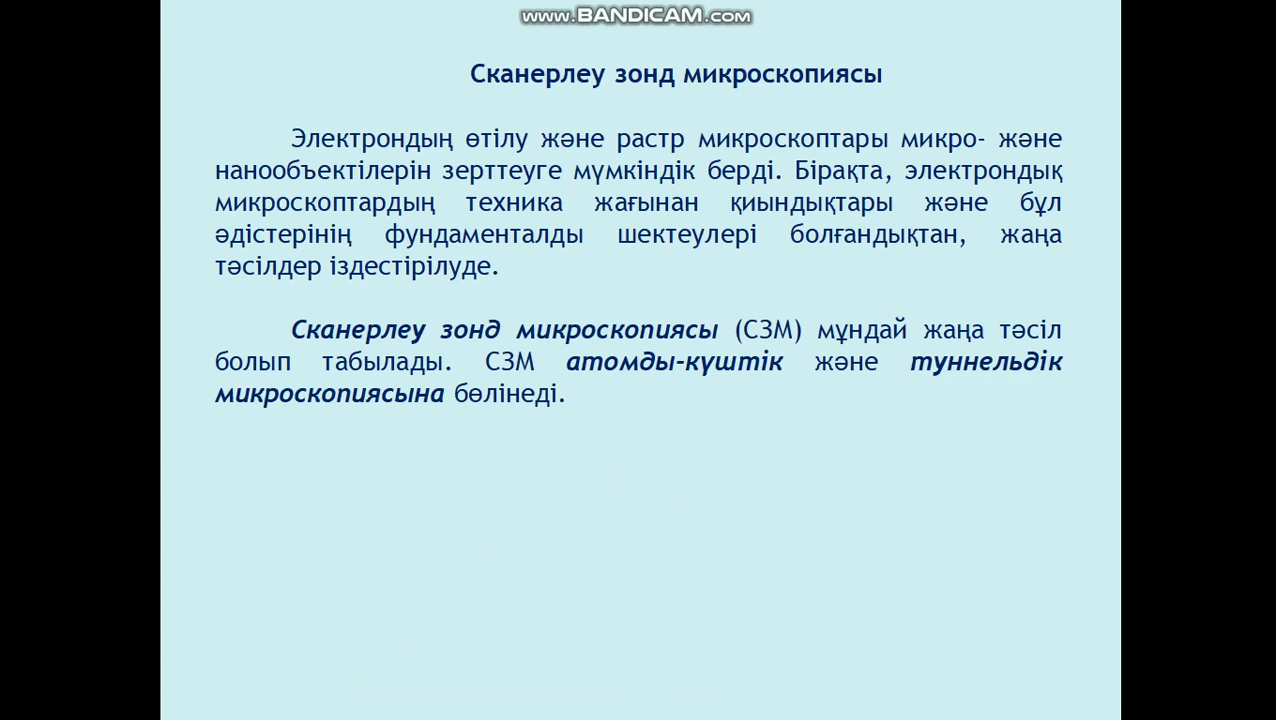 www.BANDICAM.com
Сканерлеу зонд микроскопиясы
Электрондың өтілу және растр микроскоптары микро- және
нанообъектілерін зерттеуге мүмкіндік берді. Бірақта, электрондық
микроскоптардың техника жағынан қиындықтары және бұл
әдістерінің фундаменталды шектеулері болғандықтан, жаңа
тәсілдер іздестірілуде.
Сканерлеу зонд микроскопиясы (СЗМ) мұндай жаңа тәсіл
болып табылады. СЗМ атомды-күштік және туннельдік
микроскопиясына бөлінеді.